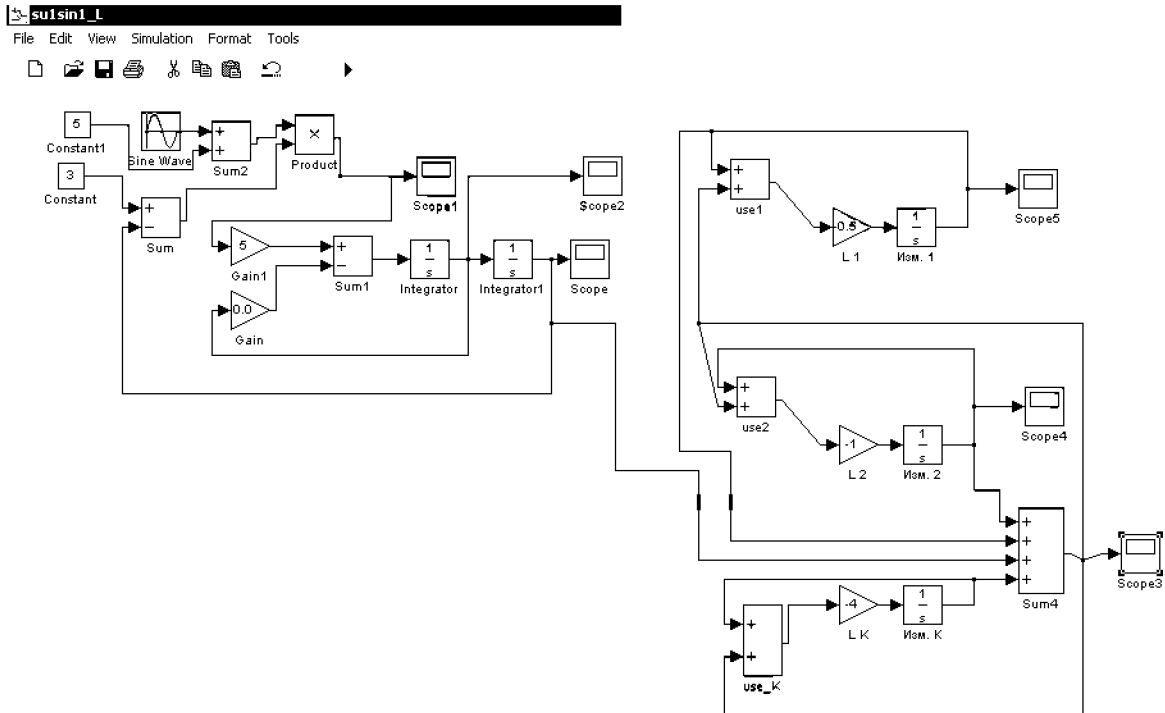 su1sin1_L
File Edit View Simulation Format Tools
5
Constant1
Sine Wave
+
+
Sum2
×
Product
3
Constant
+
−
Sum
Scope1
Scope2
5
Gain1
+
−
Sum1
1
s
Integrator
1
s
Integrator1
Scope
0.0
Gain
+
+
use1
0.5
L 1
1
s
Изм. 1
Scope5
+
+
use2
-1
L 2
1
s
Изм. 2
Scope4
+
+
+
+
Sum4
Scope3
+
+
use_K
-4
L K
1
s
Изм. K